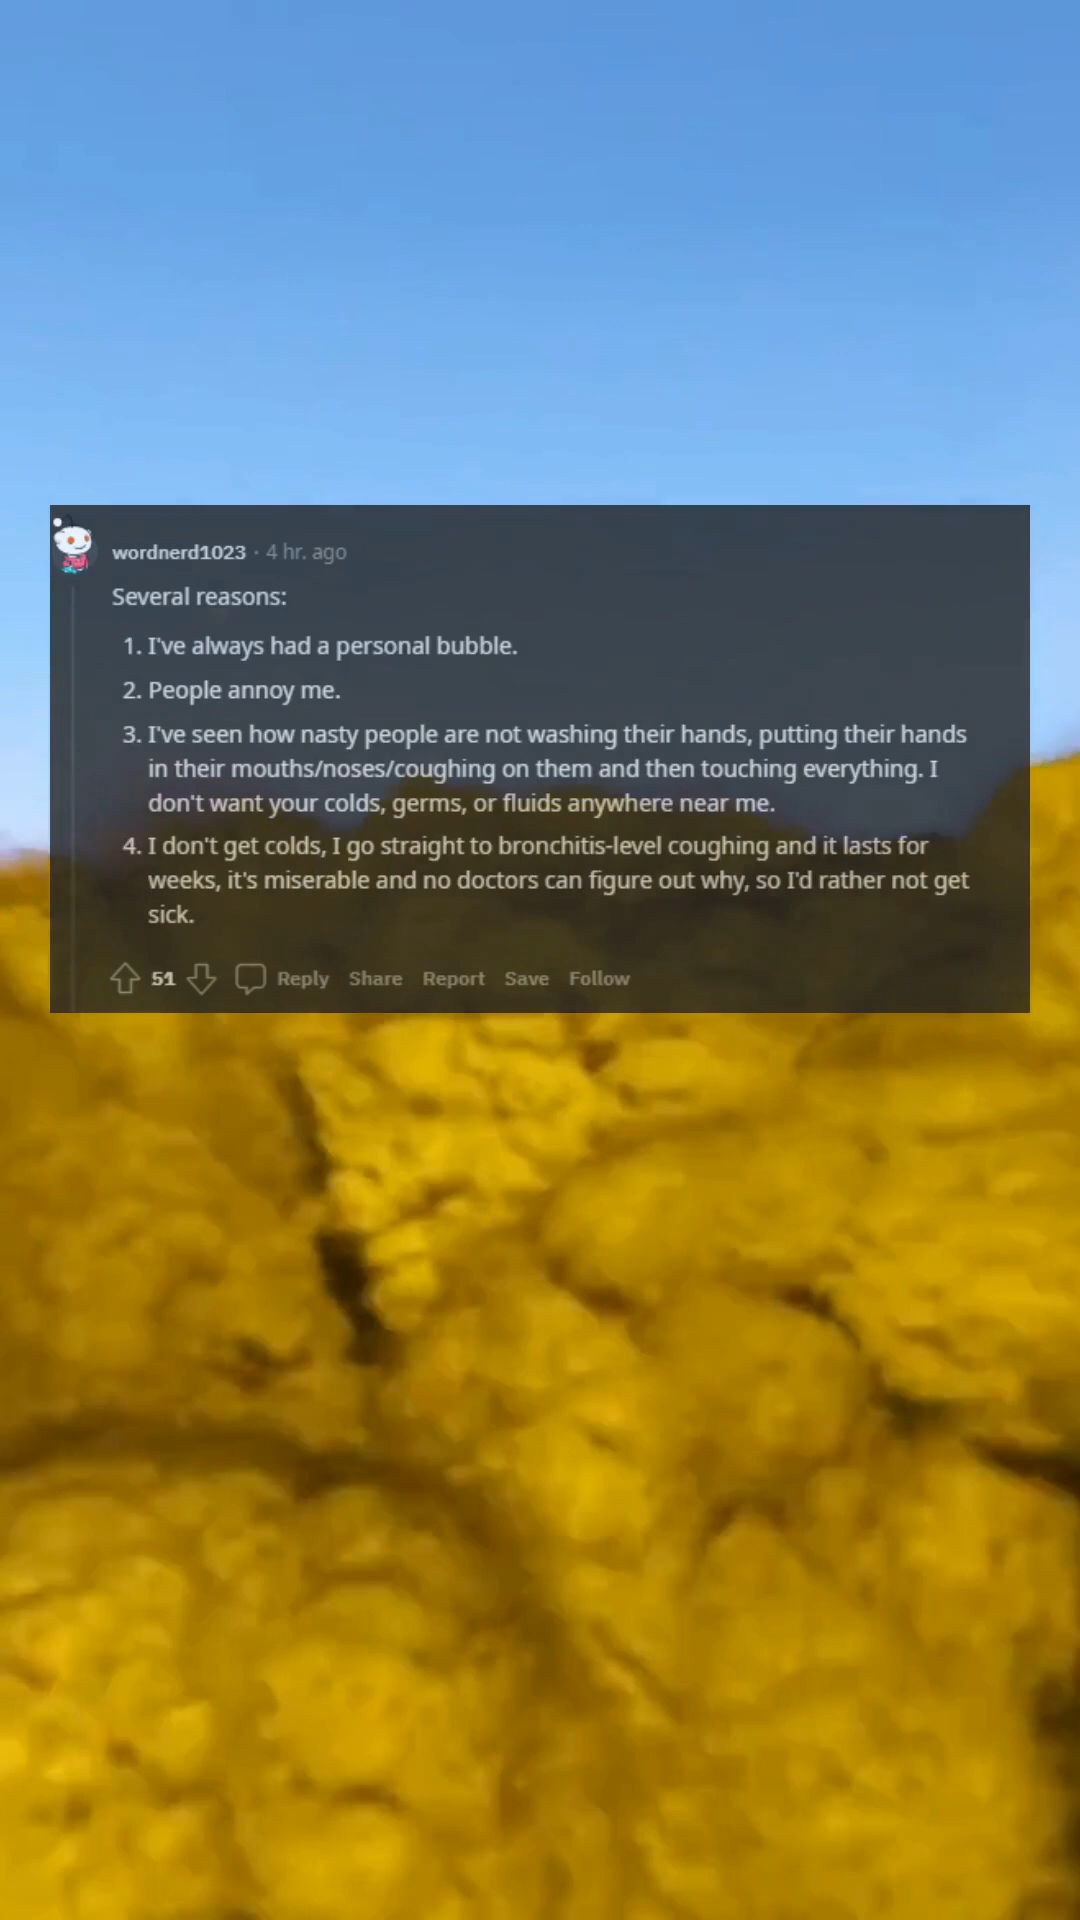 wordnerd1023 · 4 hr. ago
Several reasons:
1. I've always had a personal bubble.
2. People annoy me.
3. I've seen how nasty people are not washing their hands, putting their hands
in their mouths/noses/coughing on them and then touching everything. I
don't want your colds, germs, or fluids anywhere near me.
4. I don't get colds, I go straight to bronchitis-level coughing and it lasts for
weeks, it's miserable and no doctors can figure out why, so I'd rather not get
sick.
51 Reply Share Report Save Follow